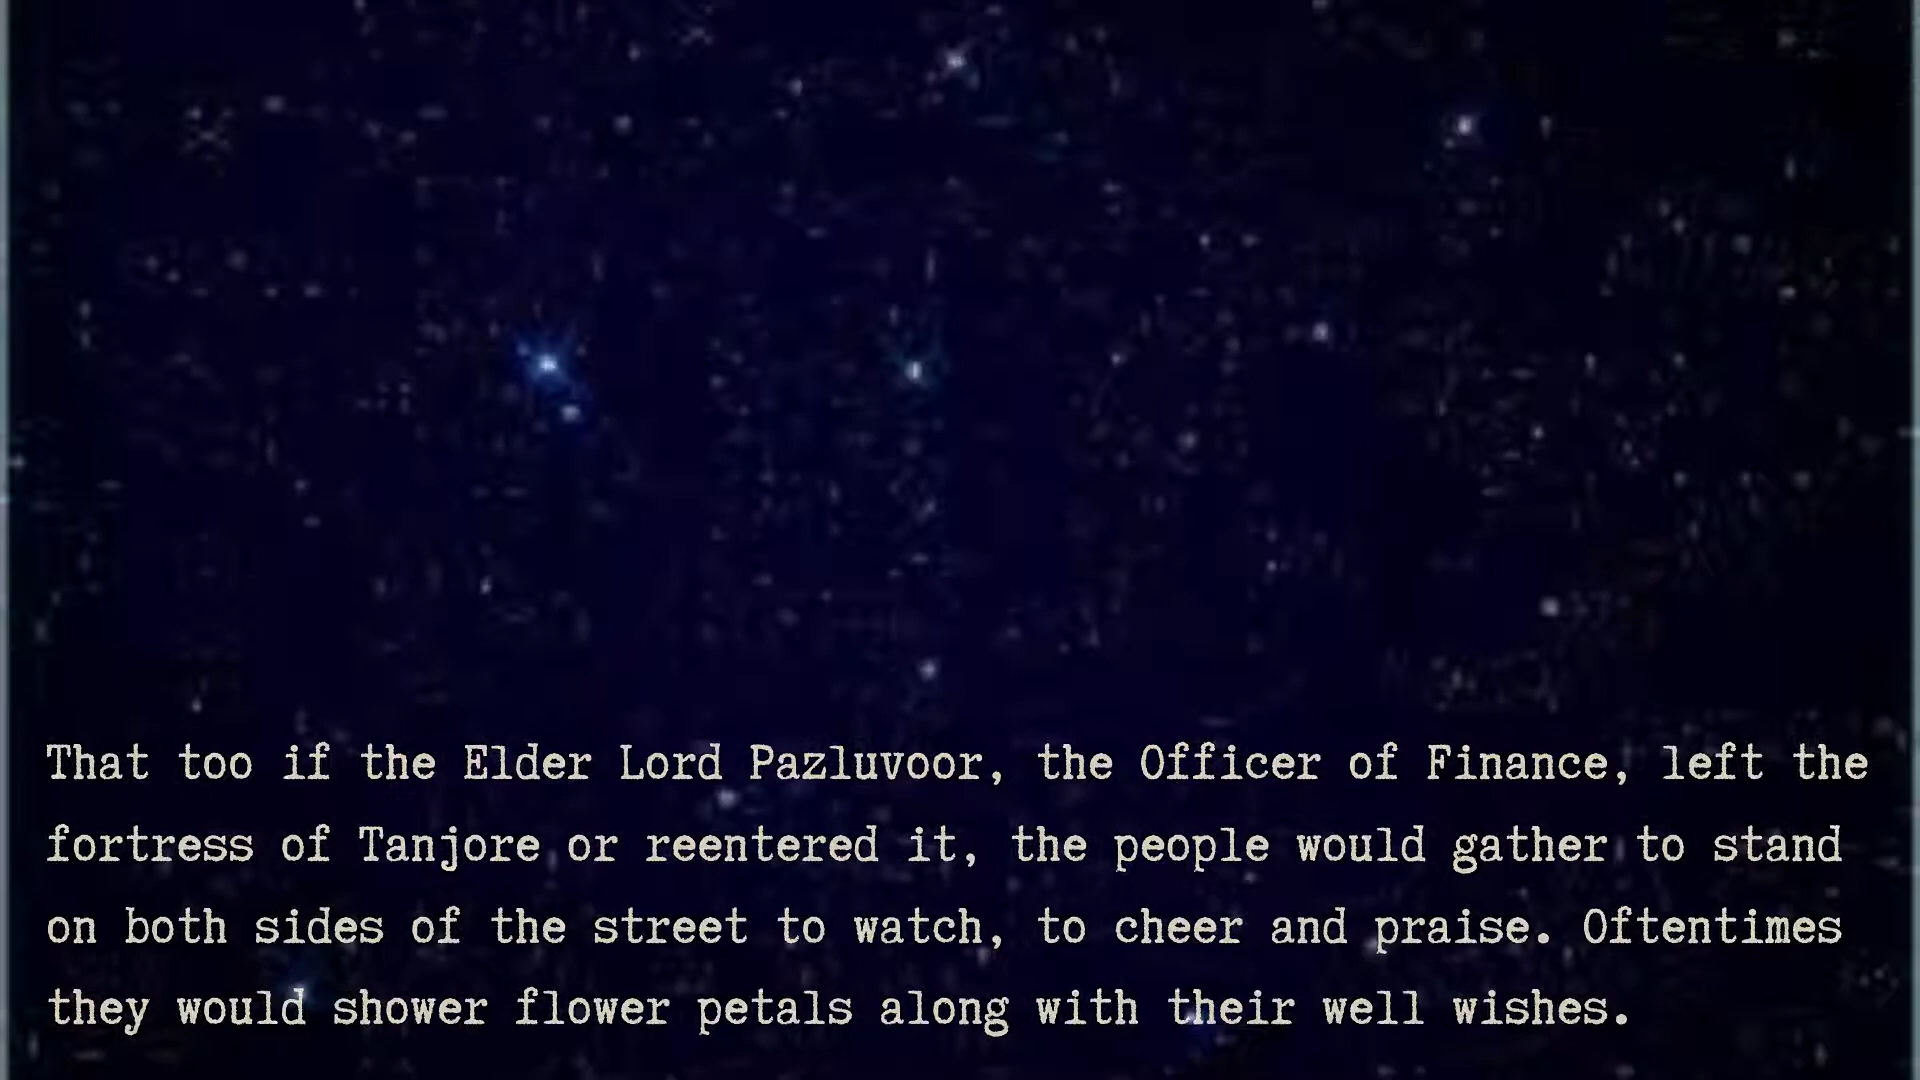 That too if the Elder Lord Pazluvoor, the Officer of Finance, left the
fortress of Tanjore or reentered it, the people would gather to stand
on both sides of the street to watch, to cheer and praise. Oftentimes
they would shower flower petals along with their well wishes.